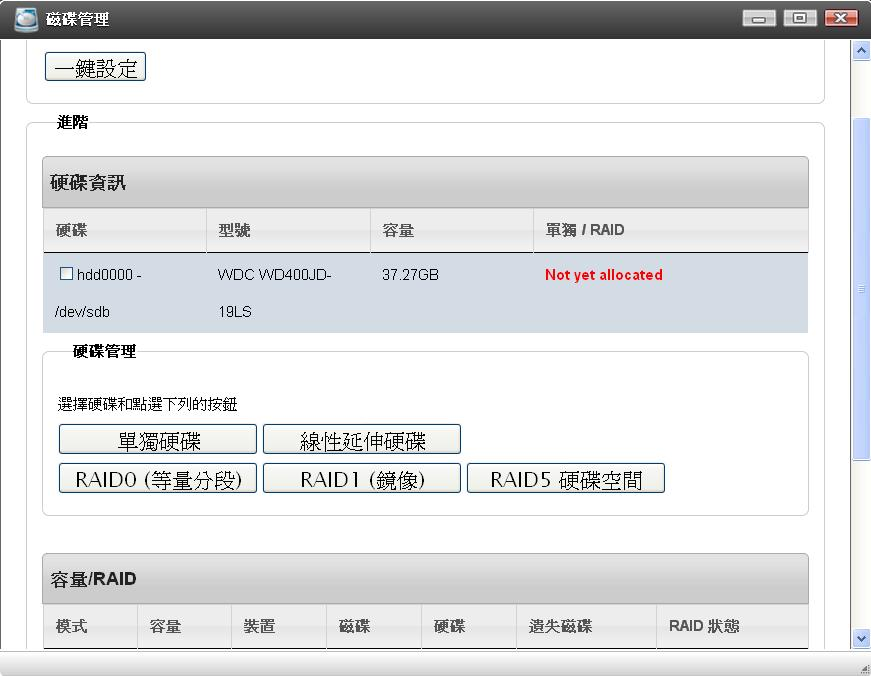 磁碟管理
一鍵設定
進階
硬碟資訊
硬碟 型號 容量 單獨 / RAID
hdd0000 - WDC WD400JD- 37.27GB Not yet allocated
/dev/sdb 19LS
硬碟管理
選擇硬碟和點選下列的按鈕
單獨硬碟 線性延伸硬碟
RAID0 (等量分段) RAID1 (鏡像) RAID5 硬碟空間
容量/RAID
模式 容量 裝置 磁碟 硬碟 遺失磁碟 RAID 狀態